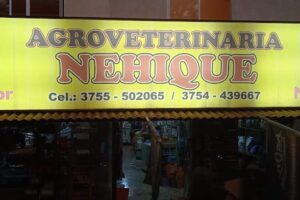 AGROVETERINARIA
NEHIQUE
Cel.: 3755 - 502065 / 3754 - 439667